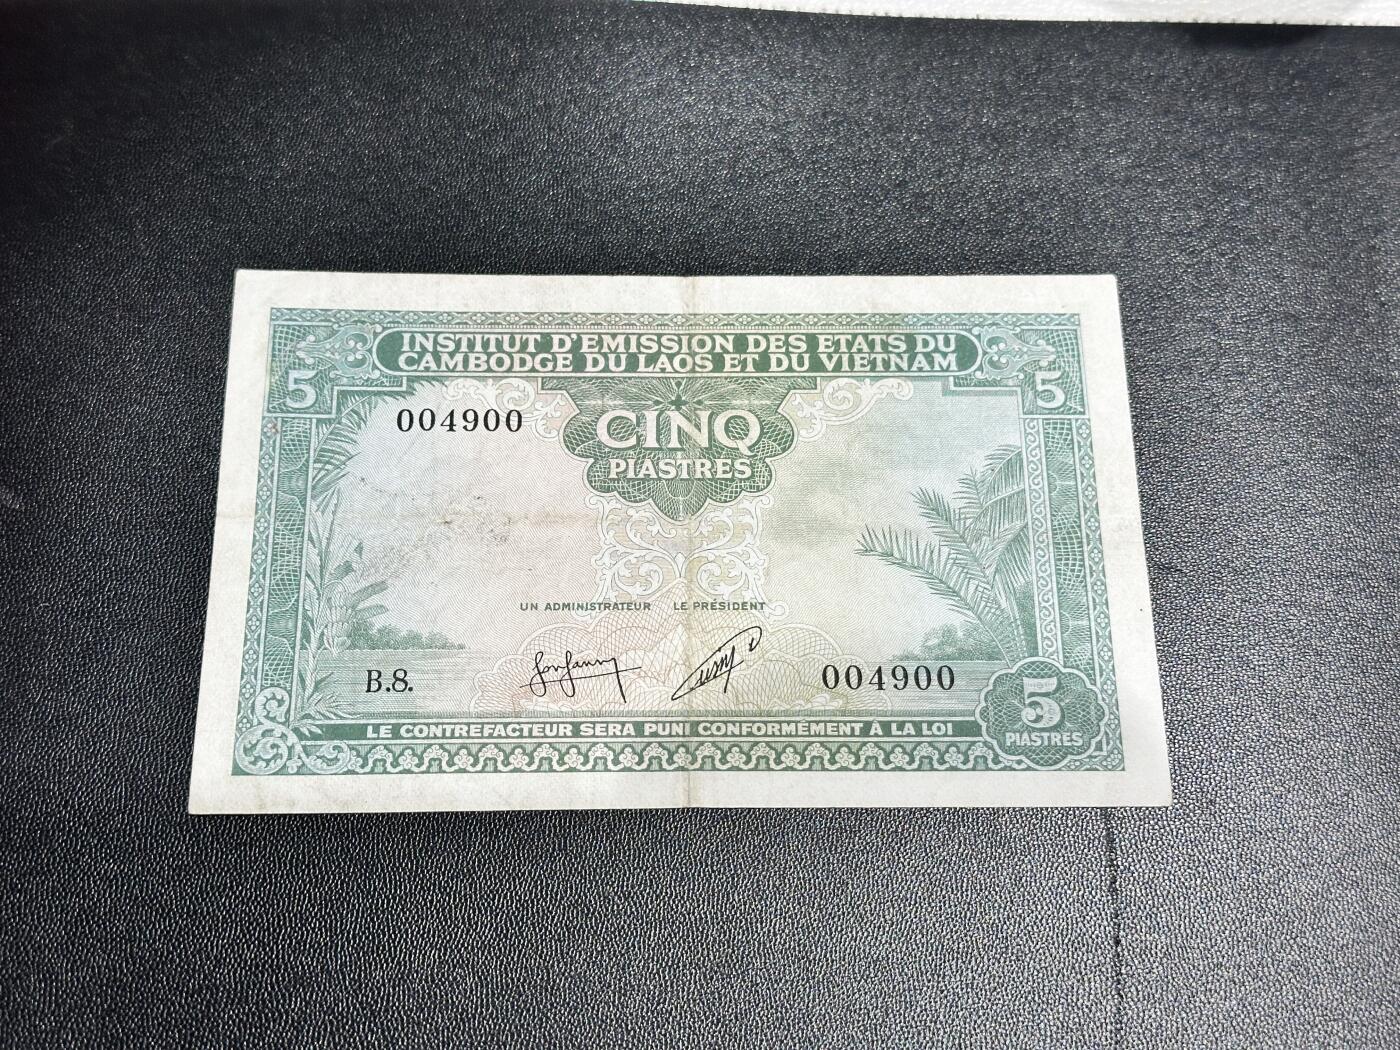 INSTITUT D'EMISSION DES ETATS DU
CAMBODGE DU LAOS ET DU VIETNAM
5
5
004900
CINQ
PIASTRES
UN ADMINISTRATEUR LE PRÉSIDENT
B.8.
004900
5
PIASTRES
LE CONTREFACTEUR SERA PUNI CONFORMÉMENT À LA LOI